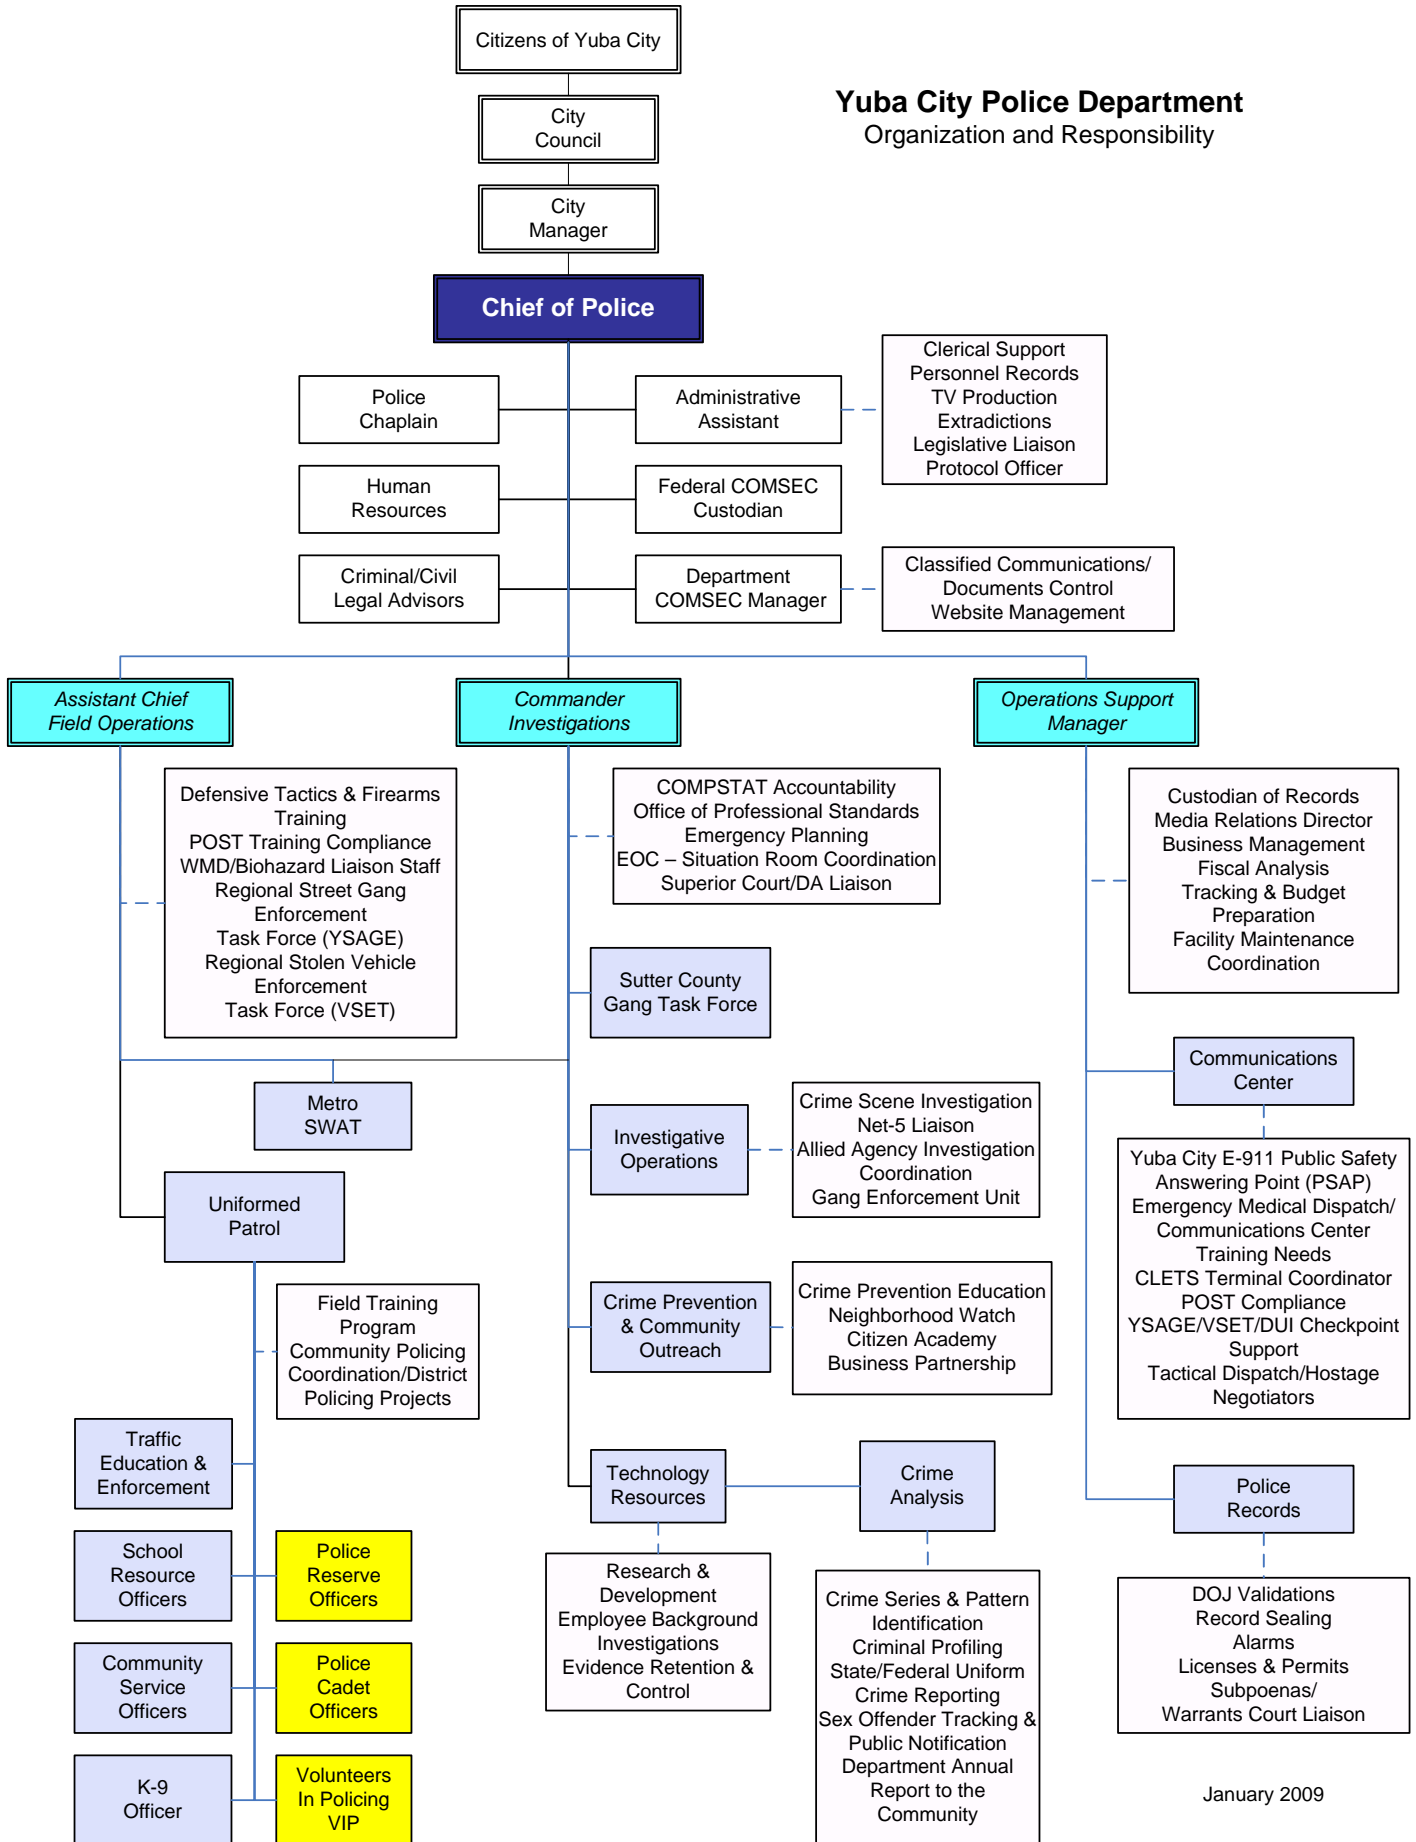 Citizens of Yuba City
Yuba City Police Department
Organization and Responsibility
City
Council
City
Manager
Chief of Police
Police
Chaplain
Administrative
Assistant
Clerical Support
Personnel Records
TV Production
Extradictions
Legislative Liaison
Protocol Officer
Human
Resources
Federal COMSEC
Custodian
Criminal/Civil
Legal Advisors
Department
COMSEC Manager
Classified Communications/
Documents Control
Website Management
Assistant Chief
Field Operations
Commander
Investigations
Operations Support
Manager
Defensive Tactics & Firearms
Training
POST Training Compliance
WMD/Biohazard Liaison Staff
Regional Street Gang
Enforcement
Task Force (YSAGE)
Regional Stolen Vehicle
Enforcement
Task Force (VSET)
COMPSTAT Accountability
Office of Professional Standards
Emergency Planning
EOC – Situation Room Coordination
Superior Court/DA Liaison
Custodian of Records
Media Relations Director
Business Management
Fiscal Analysis
Tracking & Budget
Preparation
Facility Maintenance
Coordination
Sutter County
Gang Task Force
Metro
SWAT
Communications
Center
Investigative
Operations
Crime Scene Investigation
Net-5 Liaison
Allied Agency Investigation
Coordination
Gang Enforcement Unit
Yuba City E-911 Public Safety
Answering Point (PSAP)
Emergency Medical Dispatch/
Communications Center
Training Needs
CLETS Terminal Coordinator
POST Compliance
YSAGE/VSET/DUI Checkpoint
Support
Tactical Dispatch/Hostage
Negotiators
Uniformed
Patrol
Field Training
Program
Community Policing
Coordination/District
Policing Projects
Crime Prevention
& Community
Outreach
Crime Prevention Education
Neighborhood Watch
Citizen Academy
Business Partnership
Traffic
Education &
Enforcement
Technology
Resources
Crime
Analysis
Police
Records
School
Resource
Officers
Police
Reserve
Officers
Research &
Development
Employee Background
Investigations
Evidence Retention &
Control
Crime Series & Pattern
Identification
Criminal Profiling
State/Federal Uniform
Crime Reporting
Sex Offender Tracking &
Public Notification
Department Annual
Report to the
Community
DOJ Validations
Record Sealing
Alarms
Licenses & Permits
Subpoenas/
Warrants Court Liaison
Community
Service
Officers
Police
Cadet
Officers
K-9
Officer
Volunteers
In Policing
VIP
January 2009